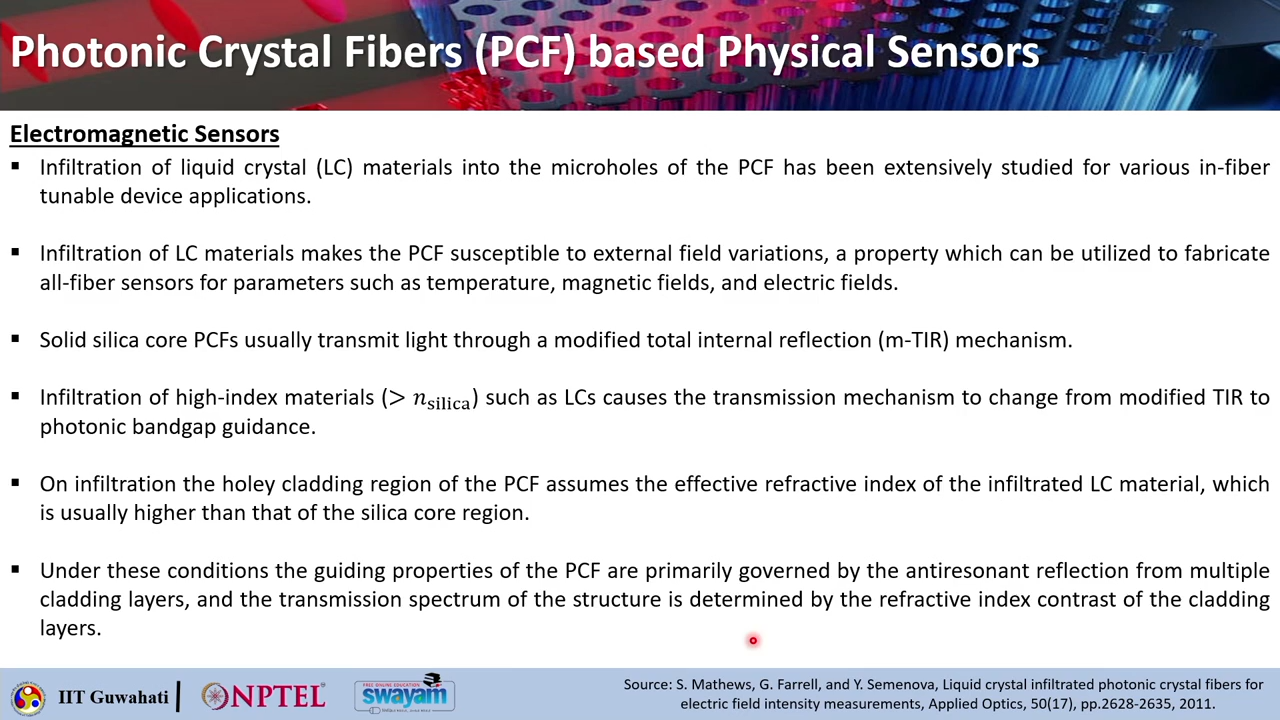 Photonic Crystal Fibers (PCF) based Physical Sensors
Electromagnetic Sensors
▪ Infiltration of liquid crystal (LC) materials into the microholes of the PCF has been extensively studied for various in-fiber
tunable device applications.
▪ Infiltration of LC materials makes the PCF susceptible to external field variations, a property which can be utilized to fabricate
all-fiber sensors for parameters such as temperature, magnetic fields, and electric fields.
▪ Solid silica core PCFs usually transmit light through a modified total internal reflection (m-TIR) mechanism.
▪ Infiltration of high-index materials (> n_silica) such as LCs causes the transmission mechanism to change from modified TIR to
photonic bandgap guidance.
▪ On infiltration the holey cladding region of the PCF assumes the effective refractive index of the infiltrated LC material, which
is usually higher than that of the silica core region.
▪ Under these conditions the guiding properties of the PCF are primarily governed by the antiresonant reflection from multiple
cladding layers, and the transmission spectrum of the structure is determined by the refractive index contrast of the cladding
layers.
IIT Guwahati
NPTEL
FREE ONLINE EDUCATION
swayam
Source: S. Mathews, G. Farrell, and Y. Semenova, Liquid crystal infiltrated photonic crystal fibers for
electric field intensity measurements, Applied Optics, 50(17), pp.2628-2635, 2011.